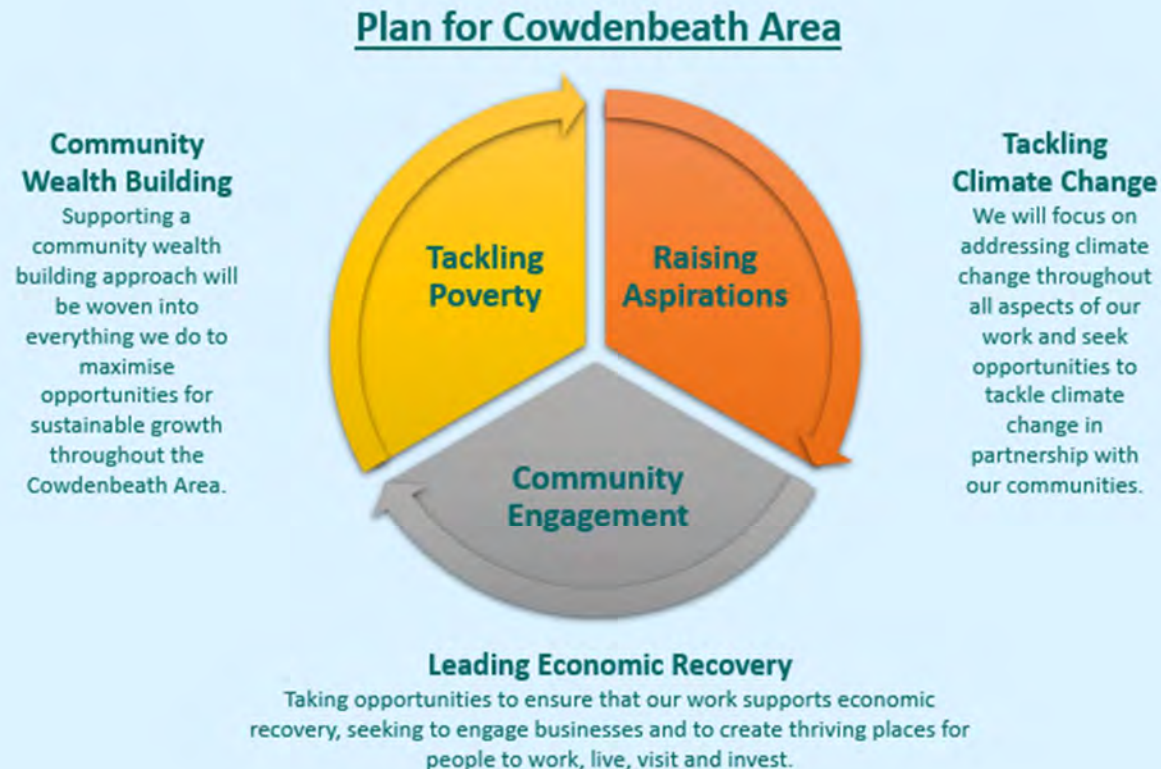 Plan for Cowdenbeath Area
Community
Wealth Building
Supporting a
community wealth
building approach will
be woven into
everything we do to
maximise
opportunities for
sustainable growth
throughout the
Cowdenbeath Area.
Tackling
Poverty
Raising
Aspirations
Community
Engagement
Tackling
Climate Change
We will focus on
addressing climate
change throughout
all aspects of our
work and seek
opportunities to
tackle climate
change in
partnership with
our communities.
Leading Economic Recovery
Taking opportunities to ensure that our work supports economic
recovery, seeking to engage businesses and to create thriving places for
people to work, live, visit and invest.